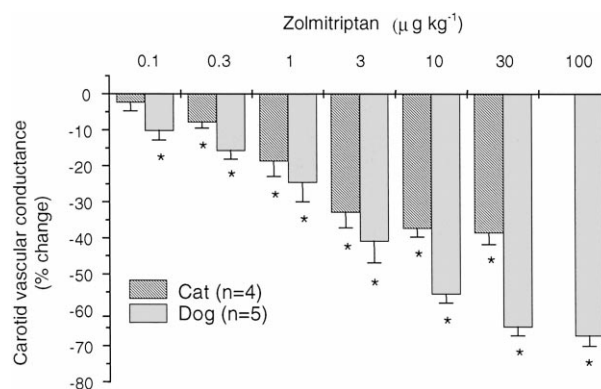 Zolmitriptan (μ g kg⁻¹)
0.1 0.3 1 3 10 30 100
Carotid vascular conductance
(% change)
0
-10
-20
-30
-40
-50
-60
-70
-80
* * * * * * * * * * * *
Cat (n=4)
Dog (n=5)